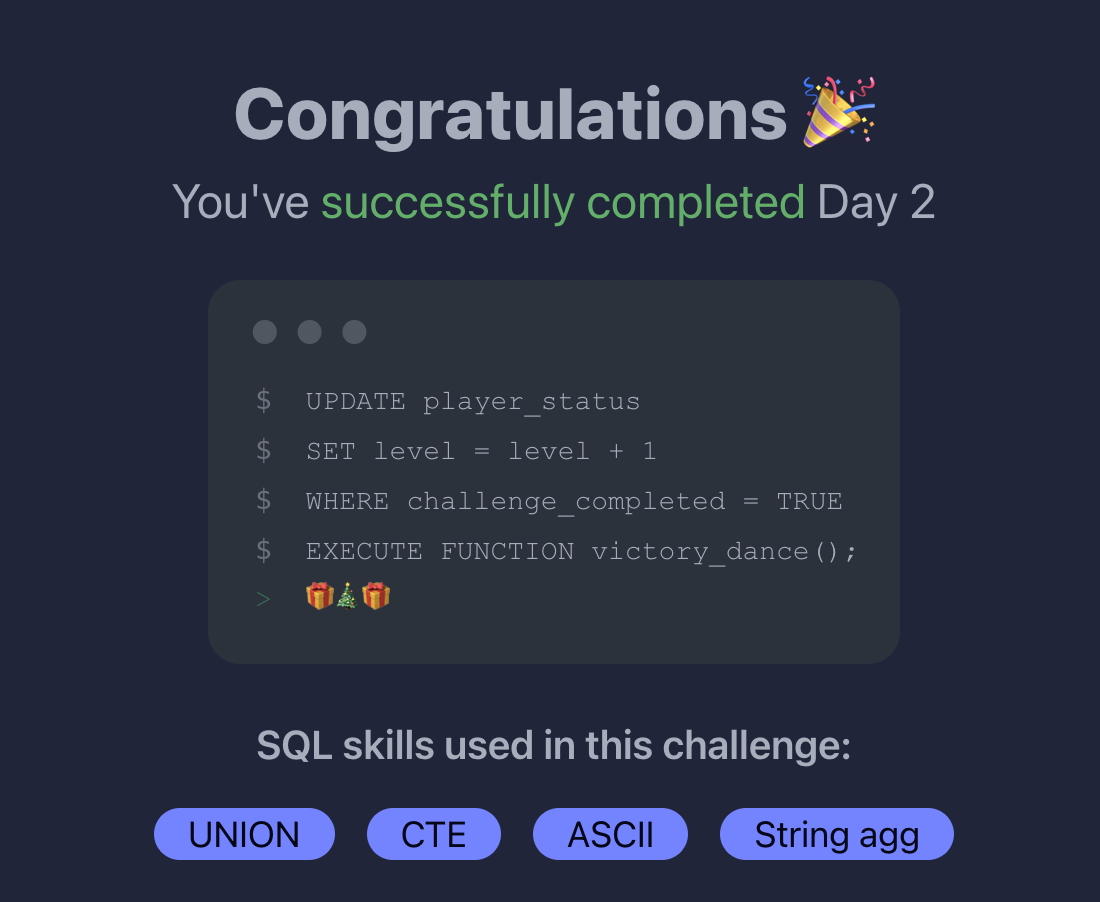 Congratulations 🎉
You've successfully completed Day 2
$ UPDATE player_status
$ SET level = level + 1
$ WHERE challenge_completed = TRUE
$ EXECUTE FUNCTION victory_dance();
> 🎁🎄🎁
SQL skills used in this challenge:
UNION CTE ASCII String agg